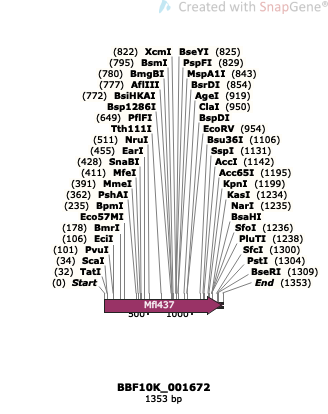 Created with SnapGene®
(822) XcmI BseYI (825)
(795) BsmI PspFI (829)
(780) BmgBI MspA1I (843)
(777) AflIII BsrDI (854)
(772) BsiHKAI AgeI (919)
Bsp1286I ClaI (950)
(649) PflFI BspDI
Tth111I EcoRV (954)
(511) NruI Bsu36I (1106)
(455) EarI SspI (1131)
(428) SnaBI AccI (1142)
(411) MfeI Acc65I (1195)
(391) MmeI KpnI (1199)
(362) PshAI KasI (1234)
(235) BpmI NarI (1235)
Eco57MI BsaHI
(178) BmrI SfoI (1236)
(106) EciI PluTI (1238)
(101) PvuI SfcI (1300)
(34) ScaI PstI (1304)
(32) TatI BseRI (1309)
(0) Start End (1353)
Mfl437
500 1000
BBF10K_001672
1353 bp